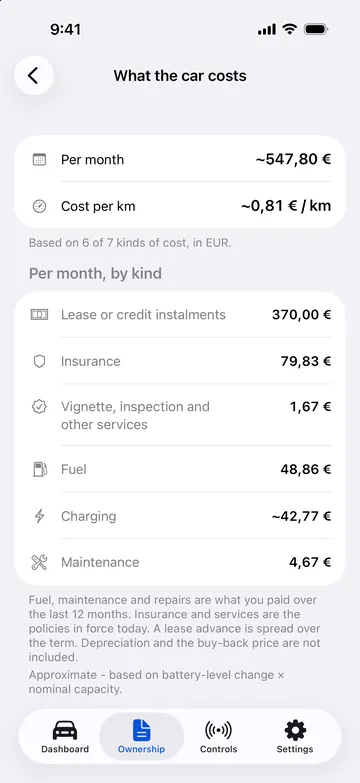 9:41
What the car costs
Per month ~547,80 €
Cost per km ~0,81 € / km
Based on 6 of 7 kinds of cost, in EUR.
Per month, by kind
Lease or credit instalments 370,00 €
Insurance 79,83 €
Vignette, inspection and
other services 1,67 €
Fuel 48,86 €
Charging ~42,77 €
Maintenance 4,67 €
Fuel, maintenance and repairs are what you paid over
the last 12 months. Insurance and services are the
policies in force today. A lease advance is spread over
the term. Depreciation and the buy-back price are not
included.
Approximate - based on battery-level change ×
nominal capacity.
Dashboard Ownership Controls Settings